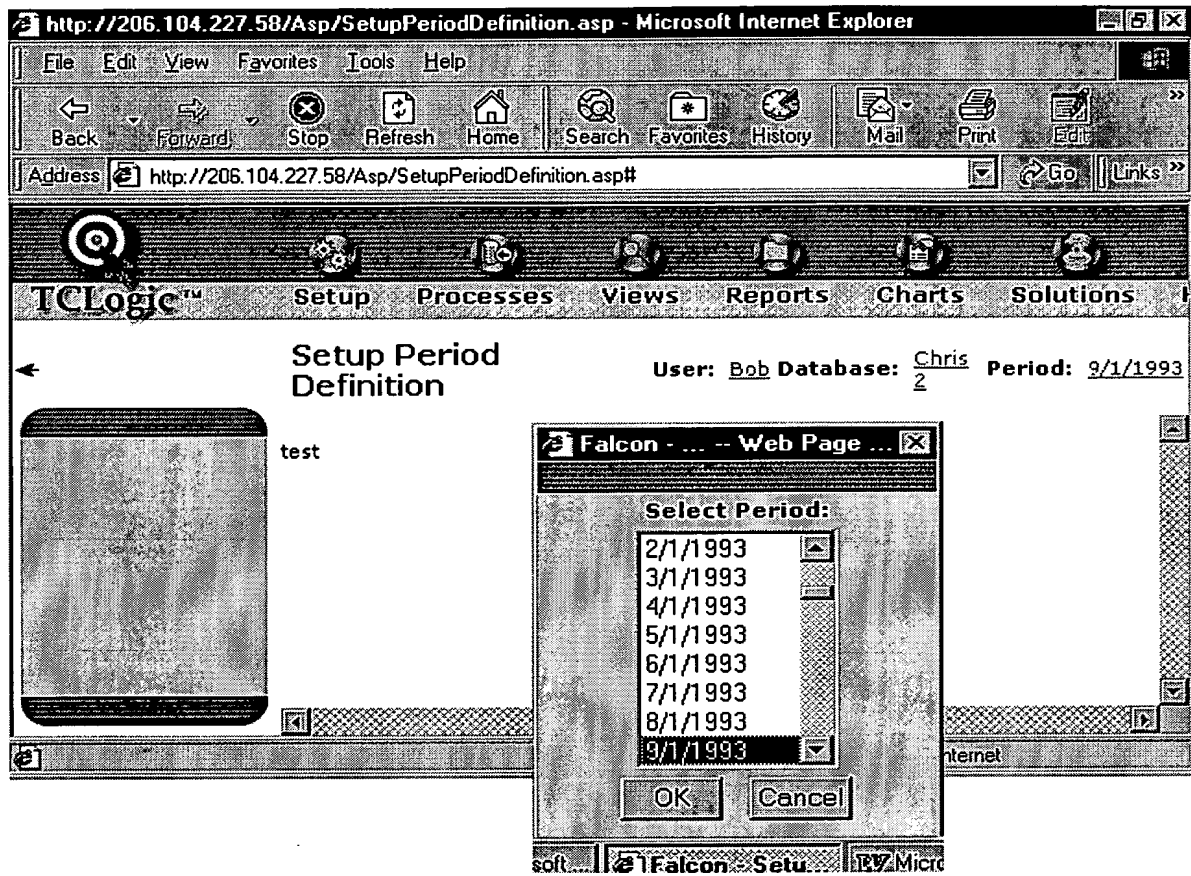 http://206.104.227.58/Asp/SetupPeriodDefinition.asp - Microsoft Internet Explorer
File Edit View Favorites Tools Help
Back Forward Stop Refresh Home Search Favorites History Mail Print Edit »
Address http://206.104.227.58/Asp/SetupPeriodDefinition.asp# Go Links »
TCLogic™ Setup Processes Views Reports Charts Solutions
Setup Period
Definition
User: Bob Database: Chris 2 Period: 9/1/1993
test
Falcon - ... -- Web Page ...
Select Period:
2/1/1993
3/1/1993
4/1/1993
5/1/1993
6/1/1993
7/1/1993
8/1/1993
9/1/1993
nternet
OK Cancel
soft ... Falcon - Setu... Micro